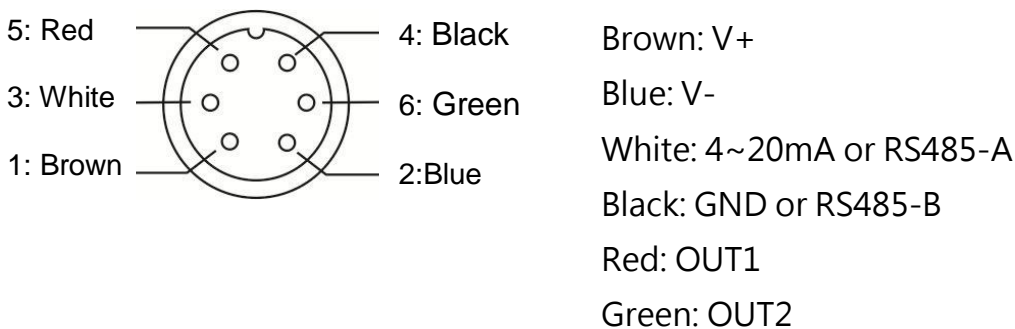 5: Red
3: White
1: Brown
4: Black
6: Green
2:Blue
Brown: V+
Blue: V-
White: 4~20mA or RS485-A
Black: GND or RS485-B
Red: OUT1
Green: OUT2